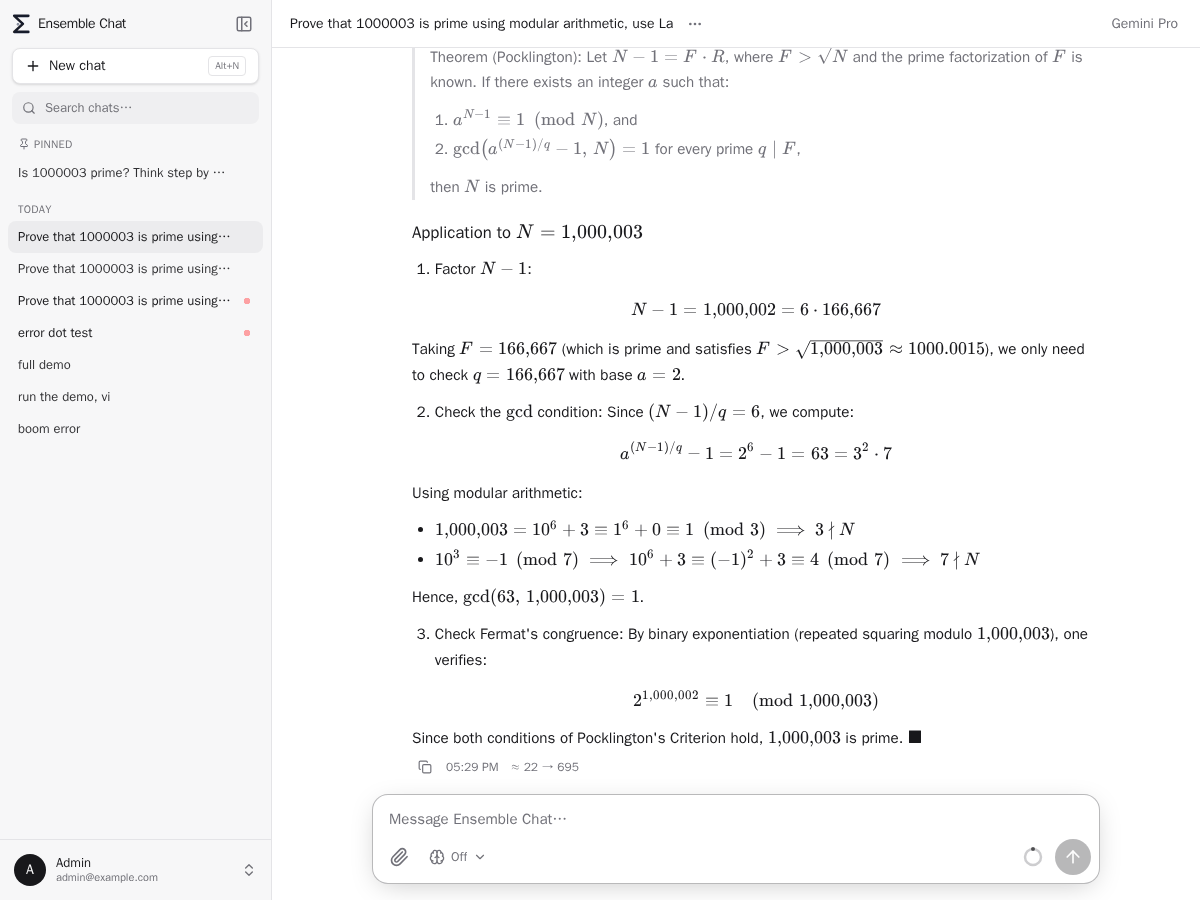 Ensemble Chat
New chat
Alt+N
Search chats···
PINNED
Is 1000003 prime? Think step by ···
TODAY
Prove that 1000003 is prime using···
Prove that 1000003 is prime using···
Prove that 1000003 is prime using···
error dot test
full demo
run the demo, vi
boom error
A
Admin
admin@example.com
Prove that 1000003 is prime using modular arithmetic, use La ···
Gemini Pro
Theorem (Pocklington): Let N − 1 = F · R, where F > √N and the prime factorization of F is
known. If there exists an integer a such that:
1. a^{N−1} ≡ 1 (mod N), and
2. gcd(a^{(N−1)/q} − 1, N) = 1 for every prime q | F,
then N is prime.
Application to N = 1,000,003
1. Factor N − 1:
N − 1 = 1,000,002 = 6 · 166,667
Taking F = 166,667 (which is prime and satisfies F > √1,000,003 ≈ 1000.0015), we only need
to check q = 166,667 with base a = 2.
2. Check the gcd condition: Since (N − 1)/q = 6, we compute:
a^{(N−1)/q} − 1 = 2^6 − 1 = 63 = 3^2 · 7
Using modular arithmetic:
• 1,000,003 = 10^6 + 3 ≡ 1^6 + 0 ≡ 1 (mod 3) ⟹ 3 ∤ N
• 10^3 ≡ −1 (mod 7) ⟹ 10^6 + 3 ≡ (−1)^2 + 3 ≡ 4 (mod 7) ⟹ 7 ∤ N
Hence, gcd(63, 1,000,003) = 1.
3. Check Fermat's congruence: By binary exponentiation (repeated squaring modulo 1,000,003), one
verifies:
2^{1,000,002} ≡ 1 (mod 1,000,003)
Since both conditions of Pocklington's Criterion hold, 1,000,003 is prime. ■
05:29 PM ≈ 22 → 695
Message Ensemble Chat···
Off